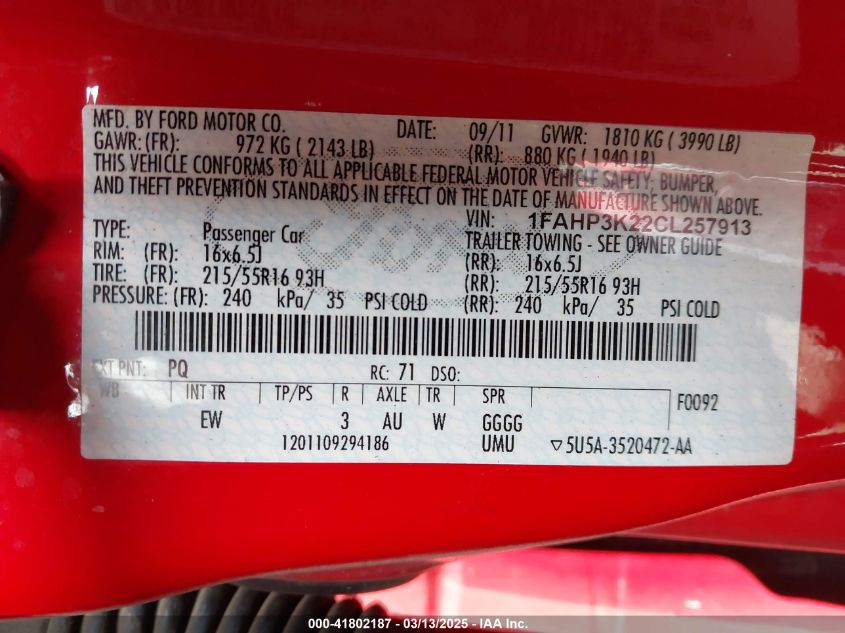 MFD. BY FORD MOTOR CO. DATE: 09/11 GVWR: 1810 KG ( 3990 LB)
GAWR: (FR): 972 KG ( 2143 LB) (RR): 880 KG ( 1940 LB)
THIS VEHICLE CONFORMS TO ALL APPLICABLE FEDERAL MOTOR VEHICLE SAFETY, BUMPER,
AND THEFT PREVENTION STANDARDS IN EFFECT ON THE DATE OF MANUFACTURE SHOWN ABOVE.
VIN: 1FAHP3K22CL257913
TYPE: Passenger Car TRAILER TOWING - SEE OWNER GUIDE
RIM: (FR): 16x6.5J (RR): 16x6.5J
TIRE: (FR): 215/55R16 93H (RR): 215/55R16 93H
PRESSURE: (FR): 240 kPa/ 35 PSI COLD (RR): 240 kPa/ 35 PSI COLD
EXT PNT: PQ RC: 71 DSO:
WB INT TR TP/PS R AXLE TR SPR F0092
EW 3 AU W GGGG
1201109294186 UMU ▽5U5A-3520472-AA
000-41802187 - 03/13/2025 - IAA Inc.